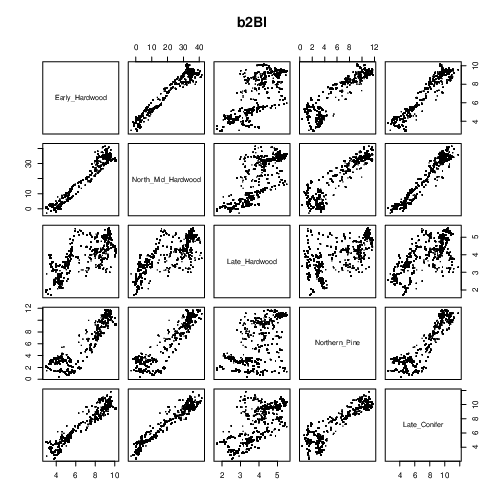 b2Bl
0 10 20 30 40
0 2 4 6 8 12
Early_Hardwood
4 6 8 10
0 10 30
North_Mid_Hardwood
Late_Hardwood
2 3 4 5
0 2 4 6 8 12
Northern_Pine
Late_Conifer
4 6 8 10
4 6 8 10
2 3 4 5
4 6 8 10